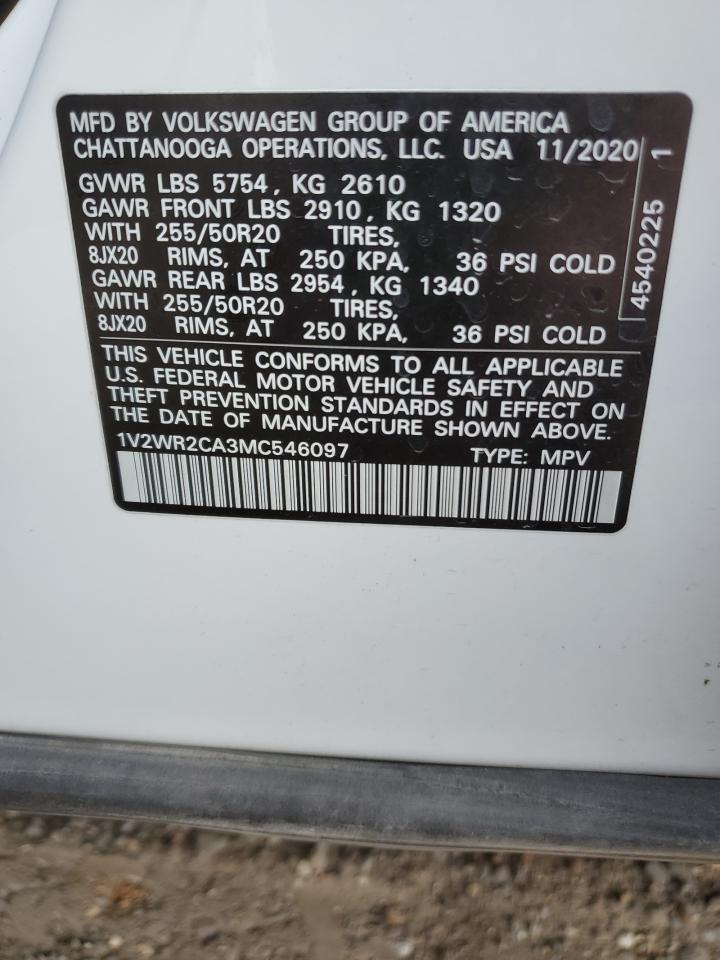 MFD BY VOLKSWAGEN GROUP OF AMERICA
CHATTANOOGA OPERATIONS, LLC. USA 11/2020
GVWR LBS 5754, KG 2610
GAWR FRONT LBS 2910, KG 1320
WITH 255/50R20 TIRES,
8JX20 RIMS, AT 250 KPA, 36 PSI COLD
GAWR REAR LBS 2954, KG 1340
WITH 255/50R20 TIRES,
8JX20 RIMS, AT 250 KPA, 36 PSI COLD
THIS VEHICLE CONFORMS TO ALL APPLICABLE
U.S. FEDERAL MOTOR VEHICLE SAFETY AND
THEFT PREVENTION STANDARDS IN EFFECT ON
THE DATE OF MANUFACTURE SHOWN ABOVE.
1V2WR2CA3MC546097 TYPE: MPV
4540225 1